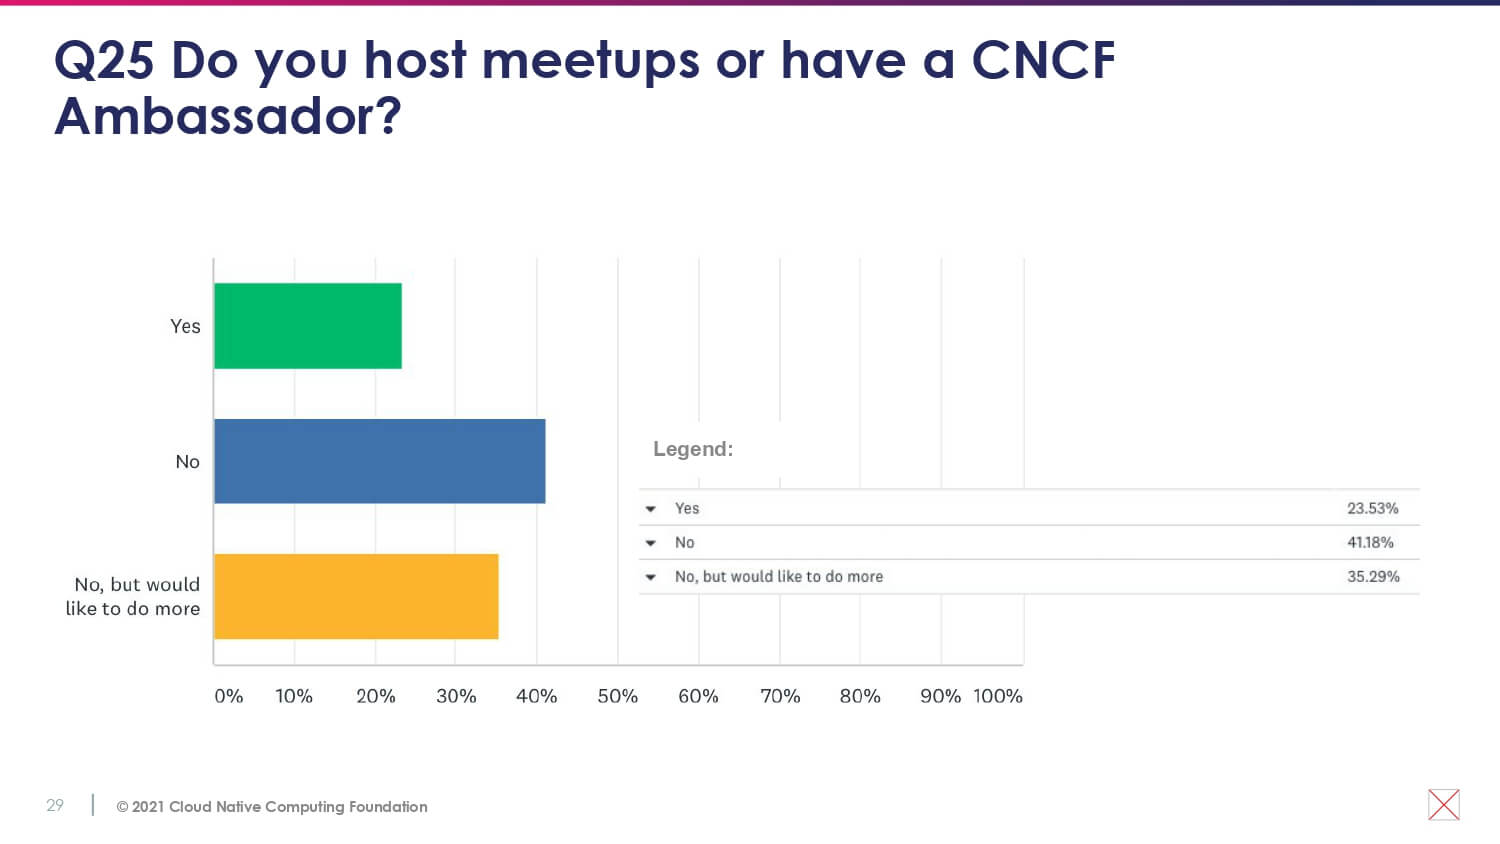 Q25 Do you host meetups or have a CNCF
Ambassador?
Yes
No
No, but would
like to do more
Legend:
Yes 23.53%
No 41.18%
No, but would like to do more 35.29%
0% 10% 20% 30% 40% 50% 60% 70% 80% 90% 100%
29 © 2021 Cloud Native Computing Foundation